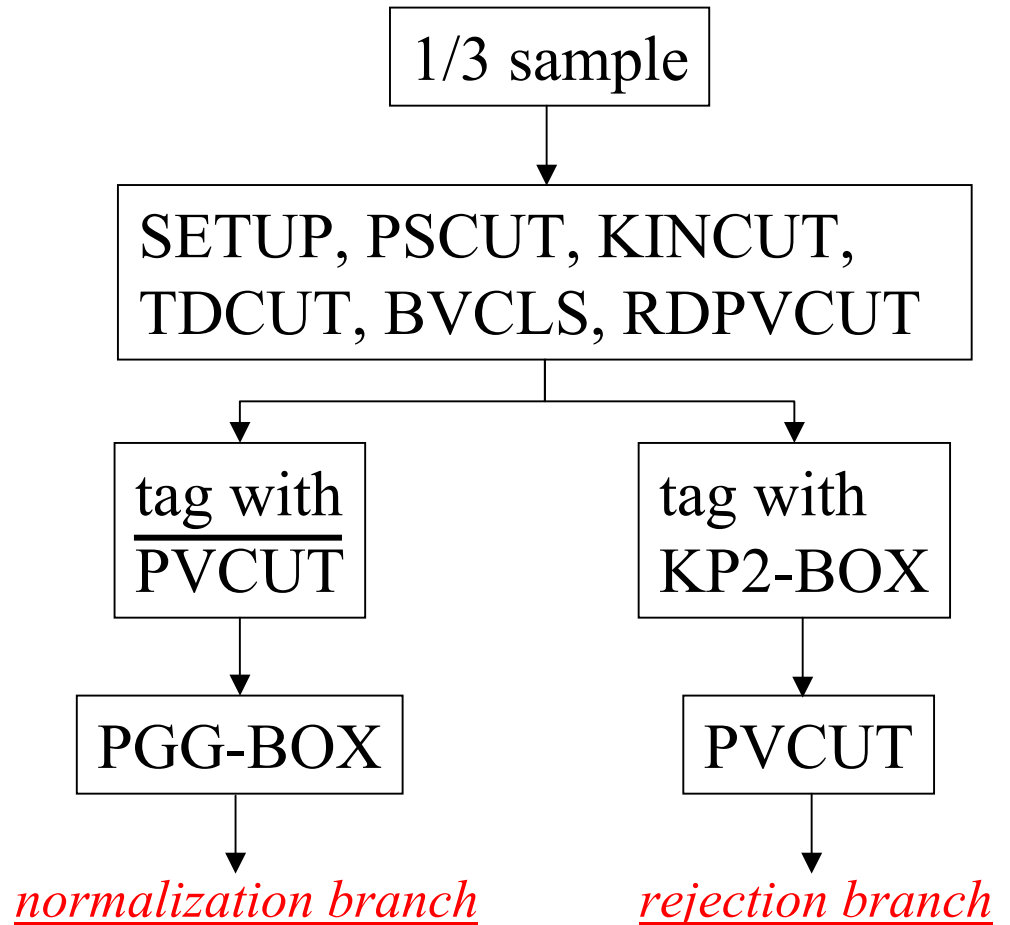 1/3 sample
SETUP, PSCUT, KINCUT,
TDCUT, BVCLS, RDPVCUT
tag with
P̅V̅C̅U̅T̅
tag with
KP2-BOX
PGG-BOX
PVCUT
normalization branch
rejection branch